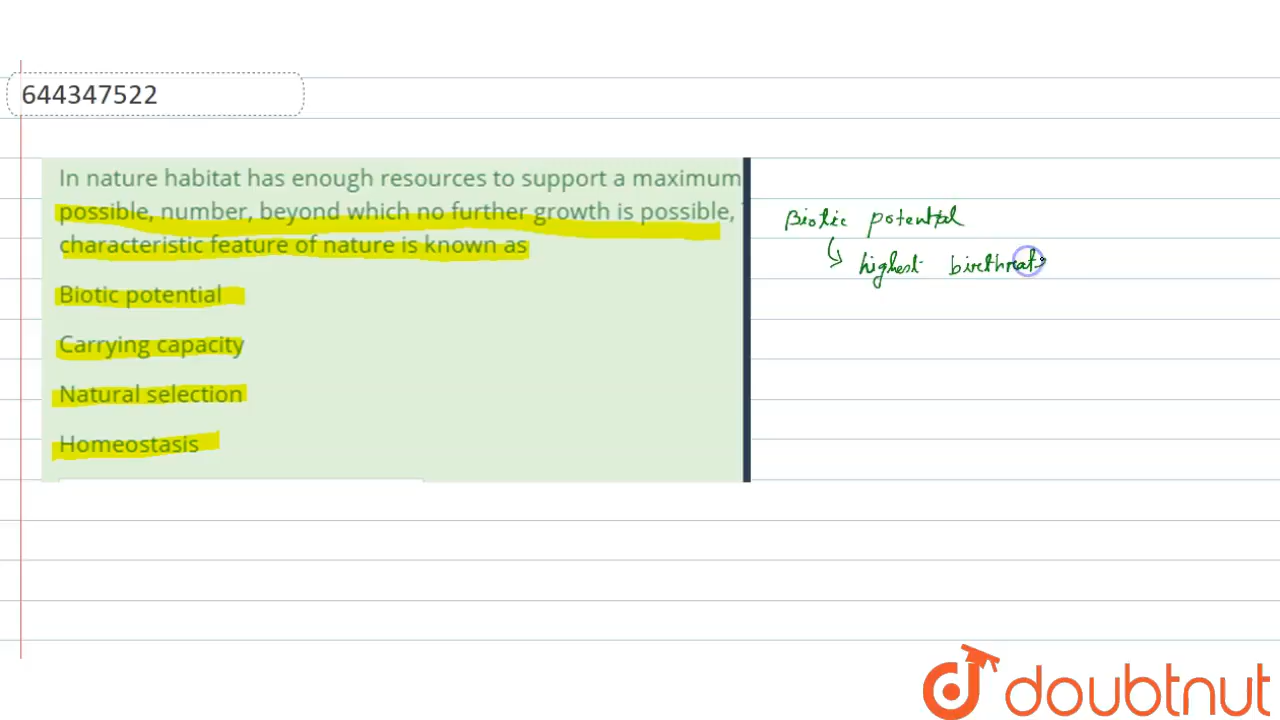 644347522
In nature habitat has enough resources to support a maximum
possible, number, beyond which no further growth is possible,
characteristic feature of nature is known as
Biotic potential
Carrying capacity
Natural selection
Homeostasis
Biotic potential
highest birthrat
doubtnut